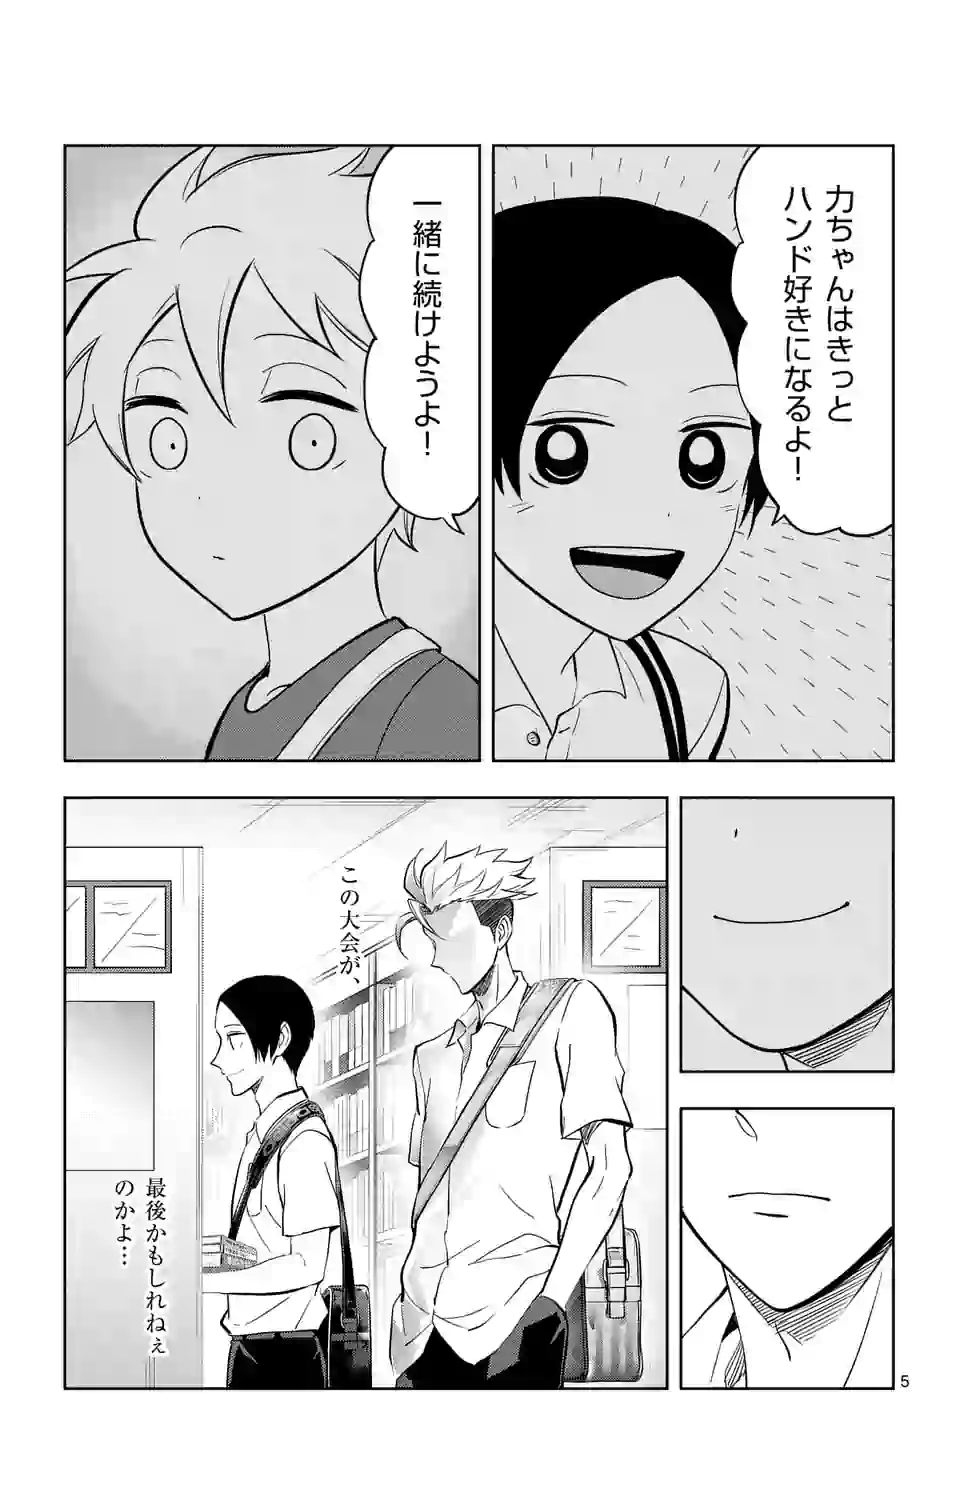 力ちゃんはきっと
ハンド好きになるよ！
一緒に続けようよ！
この大会が、
最後かもしれねぇ
のかよ…
5